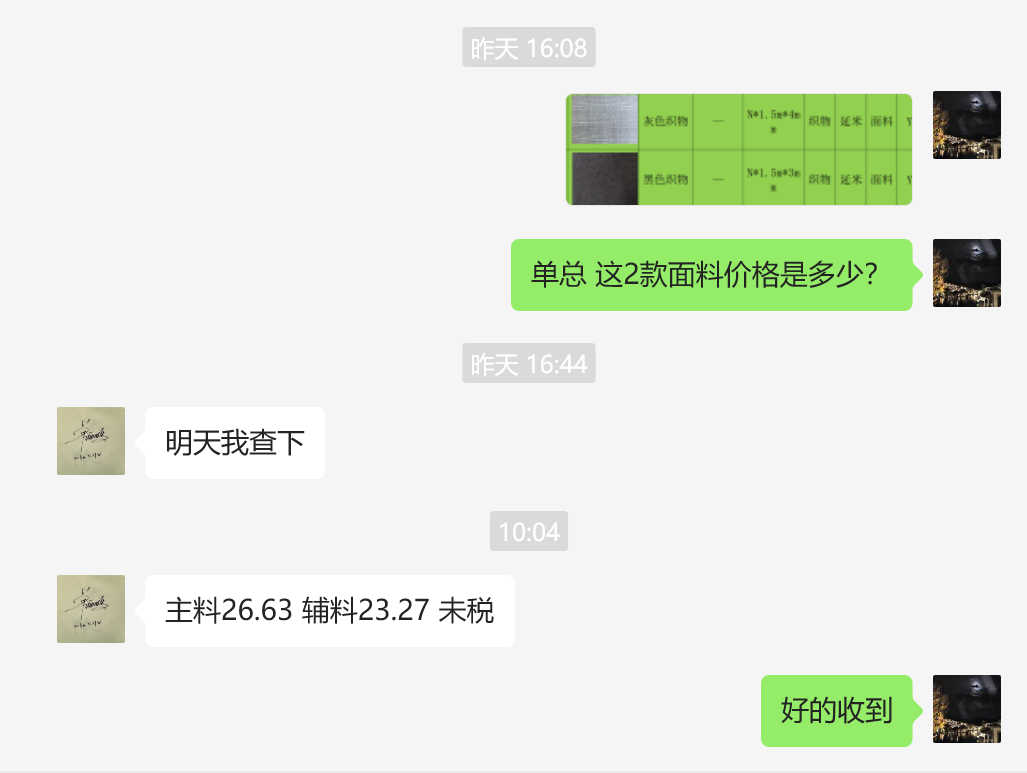 昨天 16:08
灰色织物 — N*1.5m*4m 织物 延米 面料
m
黑色织物 — N*1.5m*3m 织物 延米 面料
m
单总 这2款面料价格是多少?
昨天 16:44
明天我查下
10:04
主料26.63 辅料23.27 未税
好的收到